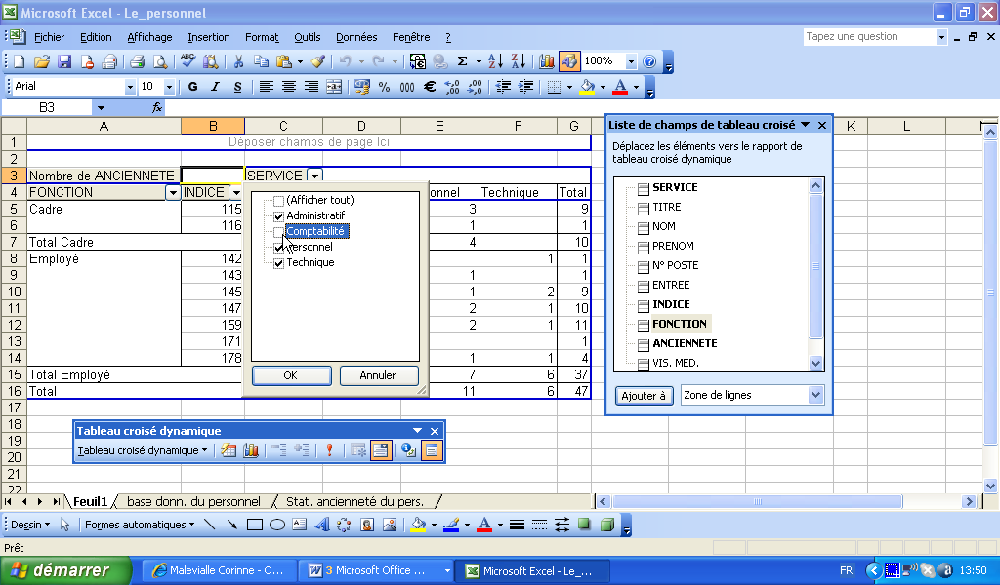 Microsoft Excel - Le_personnel
Fichier Edition Affichage Insertion Format Outils Données Fenêtre ? Tapez une question
100%
Arial 10 G I S % 000 €
B3 fx
A B C D E F G K L
1 Déposer champs de page Ici
2
3 Nombre de ANCIENNETE SERVICE
4 FONCTION INDICE onnel Technique Total
5 Cadre 115 3 9
6 116 1 1
7 Total Cadre 4 10
8 Employé 142 1 1
9 143 1 1
10 145 1 2 9
11 147 2 1 10
12 159 2 1 11
13 171 1
14 178 1 1 4
15 Total Employé 7 6 37
16 Total 11 6 47
17
18
19
20
21
22
(Afficher tout)
Administratif
Comptabilité
Personnel
Technique
OK Annuler
Liste de champs de tableau croisé
Déplacez les éléments vers le rapport de
tableau croisé dynamique
SERVICE
TITRE
NOM
PRENOM
N° POSTE
ENTREE
INDICE
FONCTION
ANCIENNETE
VIS. MED.
Ajouter à Zone de lignes
Tableau croisé dynamique
Tableau croisé dynamique
Feuil1 base donn. du personnel Stat. ancienneté du pers.
Dessin Formes automatiques
Prêt
démarrer Malevialle Corinne - O... 3 Microsoft Office ... Microsoft Excel - Le_... FR 13:50